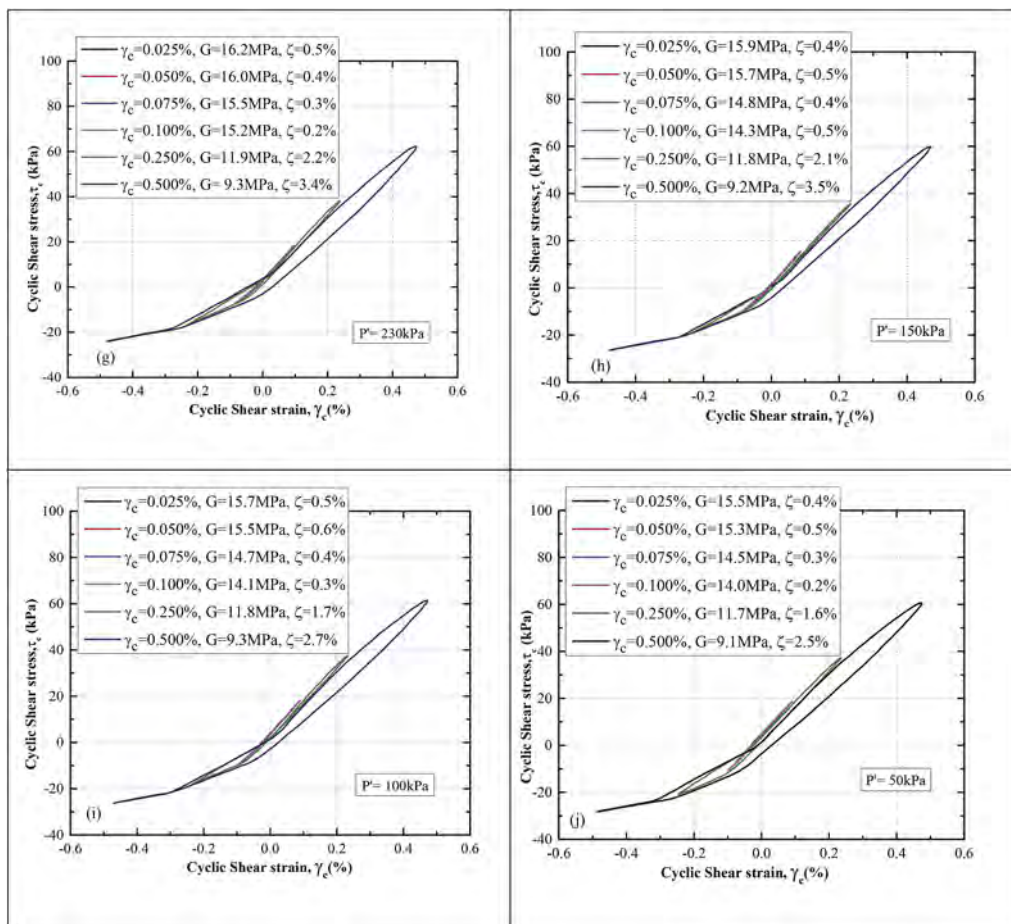 γc=0.025%, G=16.2MPa, ζ=0.5%
γc=0.050%, G=16.0MPa, ζ=0.4%
γc=0.075%, G=15.5MPa, ζ=0.3%
γc=0.100%, G=15.2MPa, ζ=0.2%
γc=0.250%, G=11.9MPa, ζ=2.2%
γc=0.500%, G= 9.3MPa, ζ=3.4%
100
80
60
40
20
0
-20
-40
Cyclic Shear stress,τc (kPa)
P'= 230kPa
(g)
-0.6 -0.4 -0.2 0.0 0.2 0.4 0.6
Cyclic Shear strain, γc(%)
γc=0.025%, G=15.9MPa, ζ=0.4%
γc=0.050%, G=15.7MPa, ζ=0.5%
γc=0.075%, G=14.8MPa, ζ=0.4%
γc=0.100%, G=14.3MPa, ζ=0.5%
γc=0.250%, G=11.8MPa, ζ=2.1%
γc=0.500%, G=9.2MPa, ζ=3.5%
100
80
60
40
20
0
-20
-40
Cyclic Shear stress,τc (kPa)
P'= 150kPa
(h)
-0.6 -0.4 -0.2 0.0 0.2 0.4 0.6
Cyclic Shear strain, γc(%)
γc=0.025%, G=15.7MPa, ζ=0.5%
γc=0.050%, G=15.5MPa, ζ=0.6%
γc=0.075%, G=14.7MPa, ζ=0.4%
γc=0.100%, G=14.1MPa, ζ=0.3%
γc=0.250%, G=11.8MPa, ζ=1.7%
γc=0.500%, G=9.3MPa, ζ=2.7%
100
80
60
40
20
0
-20
-40
Cyclic Shear stress,τc (kPa)
P'= 100kPa
(i)
-0.6 -0.4 -0.2 0.0 0.2 0.4 0.6
Cyclic Shear strain, γc(%)
γc=0.025%, G=15.5MPa, ζ=0.4%
γc=0.050%, G=15.3MPa, ζ=0.5%
γc=0.075%, G=14.5MPa, ζ=0.3%
γc=0.100%, G=14.0MPa, ζ=0.2%
γc=0.250%, G=11.7MPa, ζ=1.6%
γc=0.500%, G=9.1MPa, ζ=2.5%
100
80
60
40
20
0
-20
-40
Cyclic Shear stress,τc (kPa)
P'= 50kPa
(j)
-0.6 -0.4 -0.2 0.0 0.2 0.4 0.6
Cyclic Shear strain, γc(%)